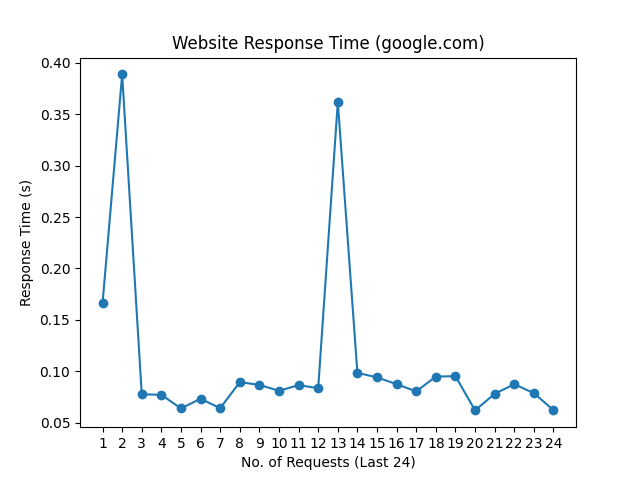 Website Response Time (google.com)
0.40
0.35
0.30
0.25
0.20
0.15
0.10
0.05
Response Time (s)
1 2 3 4 5 6 7 8 9 10 11 12 13 14 15 16 17 18 19 20 21 22 23 24
No. of Requests (Last 24)